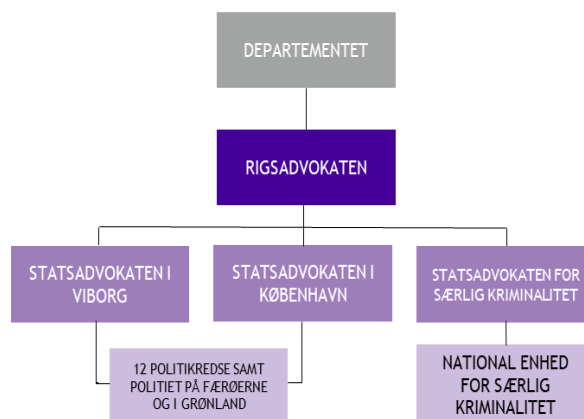 DEPARTEMENTET
RIGSADVOKATEN
STATSADVOKATEN I
VIBORG
STATSADVOKATEN I
KØBENHAVN
STATSADVOKATEN FOR
SÆRLIG KRIMINALITET
12 POLITIKREDSE SAMT
POLITIET PÅ FÆRØERNE
OG I GRØNLAND
NATIONAL ENHED
FOR SÆRLIG
KRIMINALITET